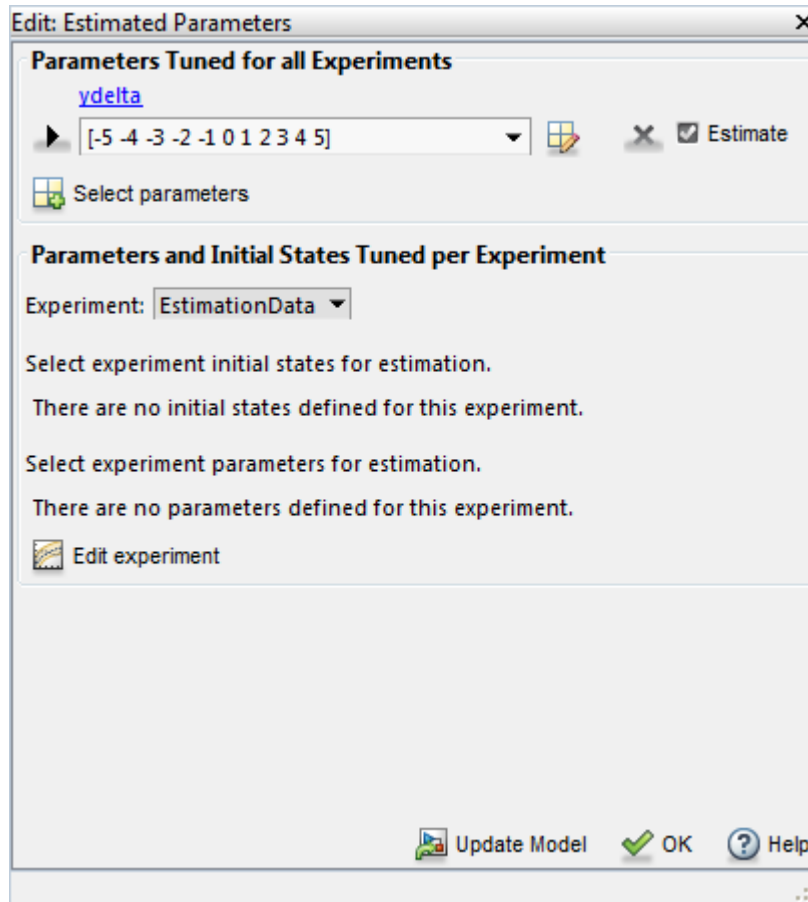 Edit: Estimated Parameters
Parameters Tuned for all Experiments
ydelta
[-5 -4 -3 -2 -1 0 1 2 3 4 5]
Estimate
Select parameters
Parameters and Initial States Tuned per Experiment
Experiment: EstimationData
Select experiment initial states for estimation.
There are no initial states defined for this experiment.
Select experiment parameters for estimation.
There are no parameters defined for this experiment.
Edit experiment
Update Model OK Help